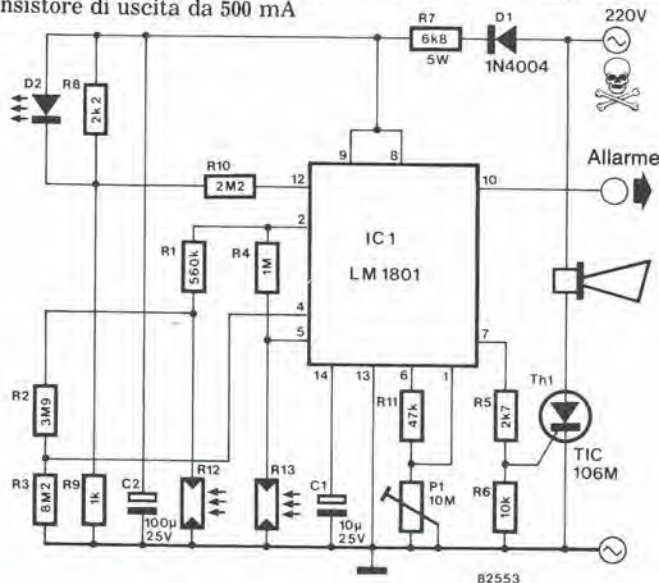 nsistore di uscita da 500 mA
R7
6k8
5W
D1
1N4004
220V
D2
R8
2k2
R10
2M2
Allarme
9
8
12
10
2
IC1
LM1801
R1
560k
R4
1M
4
5
7
14
13
6
1
R2
3M9
R11
47k
R5
2k7
Th1
TIC
106M
R3
8M2
R9
1k
C2
100µ
25V
R12
R13
C1
10µ
25V
P1
10M
R6
10k
82553